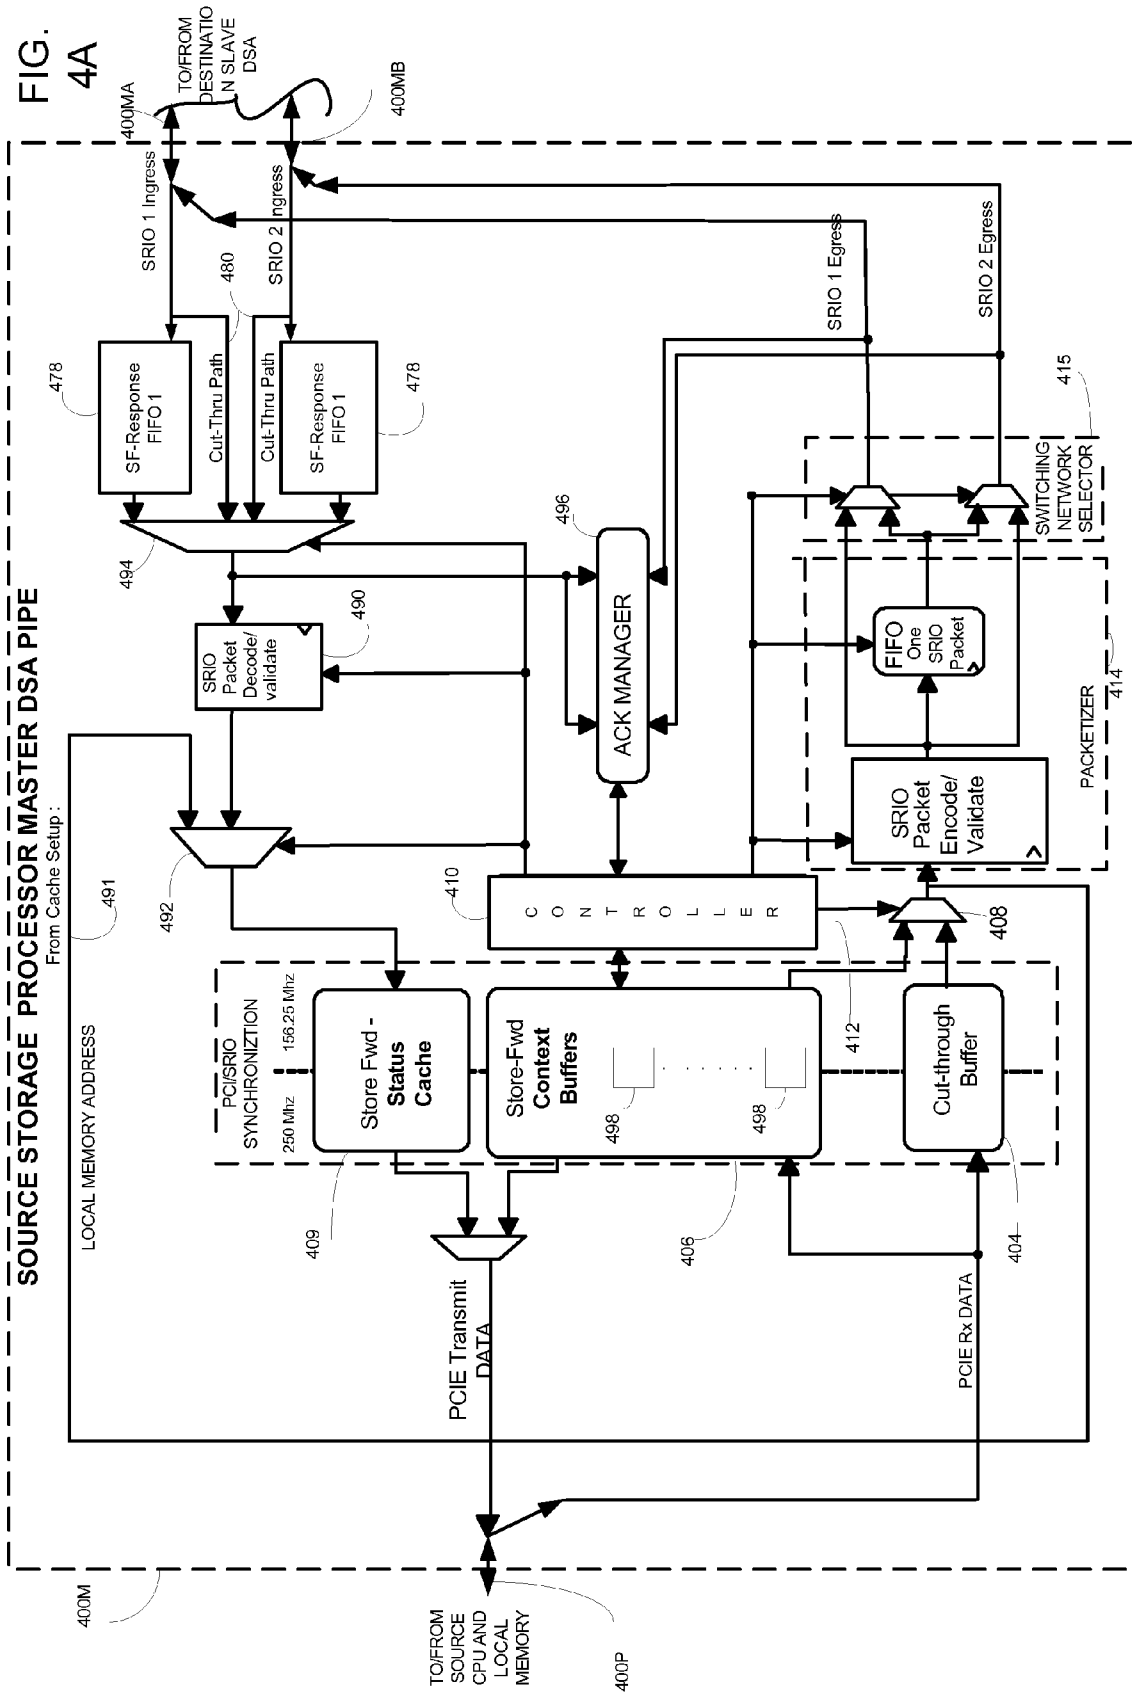 FIG.
4A
SOURCE STORAGE PROCESSOR MASTER DSA PIPE
From Cache Setup :
491
LOCAL MEMORY ADDRESS
400M
TO/FROM
SOURCE
CPU AND
LOCAL
MEMORY
400P
PCIE Transmit
DATA
PCIE Rx DATA
PCI/SRIO
SYNCHRONIZTION
250 Mhz
156.25 Mhz
Store Fwd -
Status
Cache
409
Store-Fwd
Context
Buffers
498
498
406
Cut-through
Buffer
404
412
408
CONTROLLER
410
492
SRIO
Packet
Decode/
validate
490
494
ACK MANAGER
496
SRIO
Packet
Encode/
Validate
PACKETIZER
414
FIFO
One
SRIO
Packet
SWITCHING
NETWORK
SELECTOR
415
SF-Response
FIFO 1
478
Cut-Thru Path
Cut-Thru Path
480
SF-Response
FIFO 1
478
SRIO 1 Ingress
SRIO 2 ngress
SRIO 1 Egress
SRIO 2 Egress
400MA
TO/FROM
DESTINATIO
N SLAVE
DSA
400MB